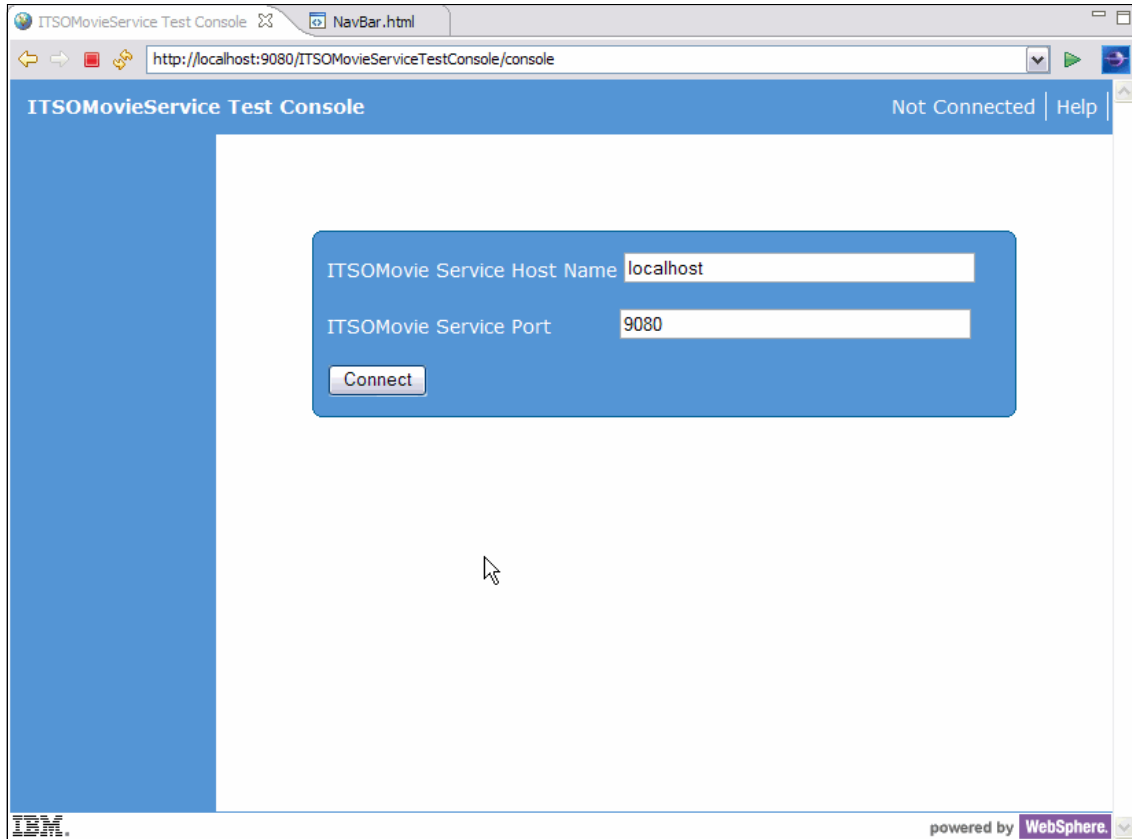 ITSOMovieService Test Console
NavBar.html
http://localhost:9080/ITSOMovieServiceTestConsole/console
ITSOMovieService Test Console
Not Connected
Help
ITSOMovie Service Host Name
localhost
ITSOMovie Service Port
9080
Connect
IBM.
powered by WebSphere.